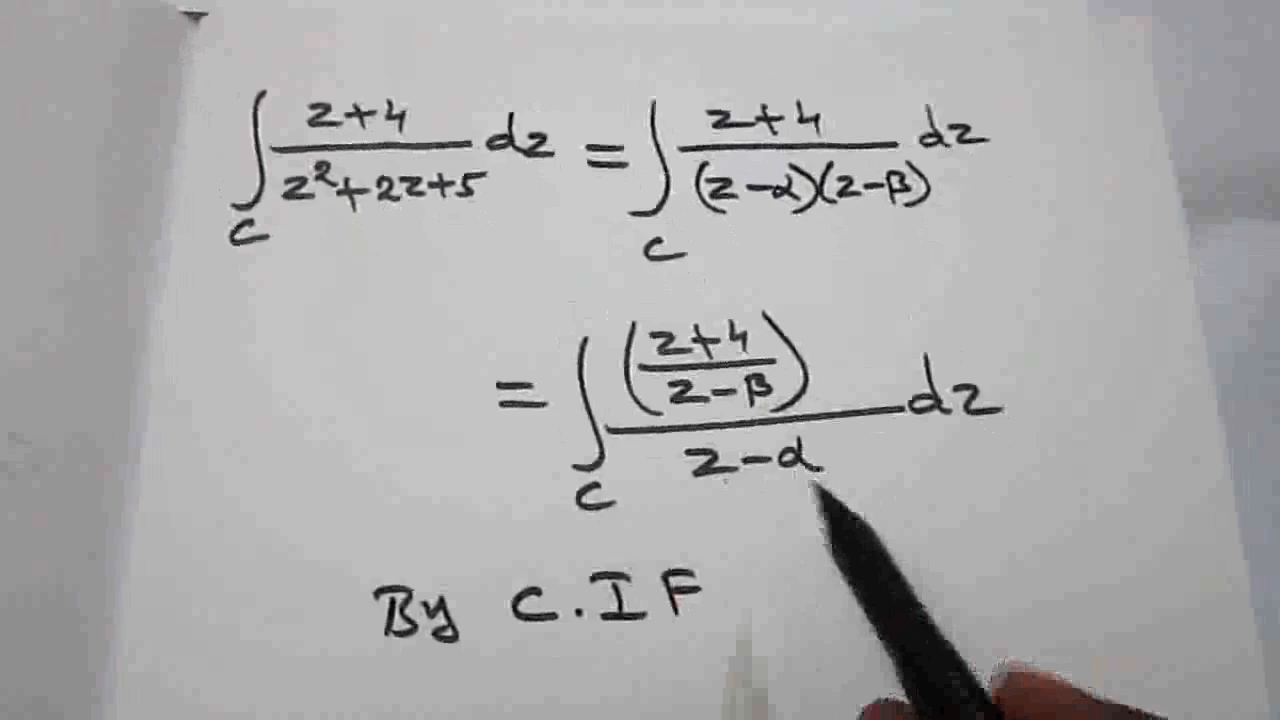 ∫_C (z+4)/(z²+2z+5) dz = ∫_C (z+4)/((z-α)(z-β)) dz
= ∫_C ((z+4)/(z-β))/(z-α) dz
By C.I F